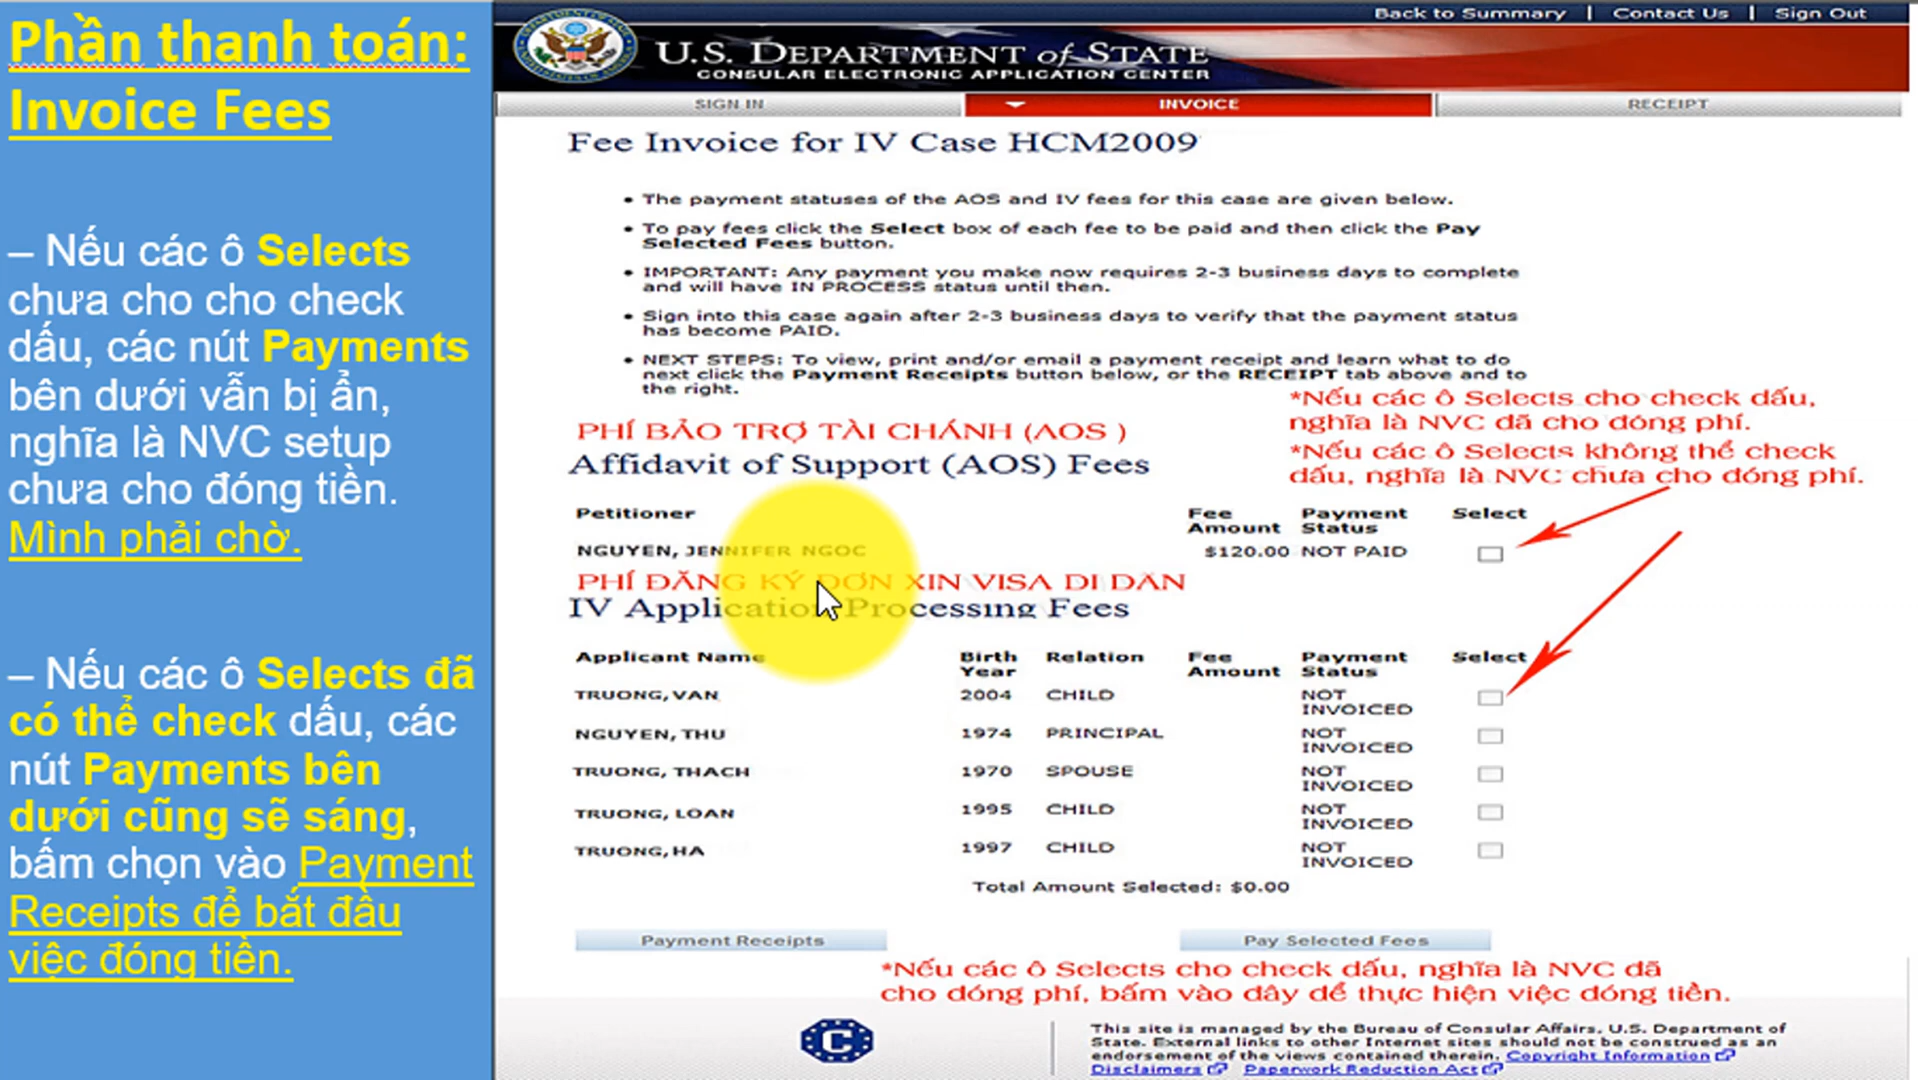 Phần thanh toán:
Invoice Fees
– Nếu các ô Selects
chưa cho cho check
dấu, các nút Payments
bên dưới vẫn bị ẩn,
nghĩa là NVC setup
chưa cho đóng tiền.
Mình phải chờ.
– Nếu các ô Selects đã
có thể check dấu, các
nút Payments bên
dưới cũng sẽ sáng,
bấm chọn vào Payment
Receipts để bắt đầu
việc đóng tiền.
Back to Summary | Contact Us | Sign Out
U.S. DEPARTMENT of STATE
CONSULAR ELECTRONIC APPLICATION CENTER
SIGN IN INVOICE RECEIPT
Fee Invoice for IV Case HCM2009
• The payment statuses of the AOS and IV fees for this case are given below.
• To pay fees click the Select box of each fee to be paid and then click the Pay
Selected Fees button.
• IMPORTANT: Any payment you make now requires 2-3 business days to complete
and will have IN PROCESS status until then.
• Sign into this case again after 2-3 business days to verify that the payment status
has become PAID.
• NEXT STEPS: To view, print and/or email a payment receipt and learn what to do
next click the Payment Receipts button below, or the RECEIPT tab above and to
the right.
*Nếu các ô Selects cho check dấu,
nghĩa là NVC đã cho đóng phí.
*Nếu các ô Selects không thể check
dấu, nghĩa là NVC chưa cho đóng phí.
PHÍ BẢO TRỢ TÀI CHÁNH (AOS )
Affidavit of Support (AOS) Fees
Petitioner Fee Amount Payment Status Select
NGUYEN, JENNIFER NGOC $120.00 NOT PAID
PHÍ ĐĂNG KÝ ĐƠN XIN VISA DI DÂN
IV Application Processing Fees
Applicant Name Birth Year Relation Fee Amount Payment Status Select
TRUONG,VAN 2004 CHILD NOT INVOICED
NGUYEN, THU 1974 PRINCIPAL NOT INVOICED
TRUONG, THACH 1970 SPOUSE NOT INVOICED
TRUONG, LOAN 1995 CHILD NOT INVOICED
TRUONG,HA 1997 CHILD NOT INVOICED
Total Amount Selected: $0.00
Payment Receipts Pay Selected Fees
*Nếu các ô Selects cho check dấu, nghĩa là NVC đã
cho đóng phí, bấm vào đây để thực hiện việc đóng tiền.
C
This site is managed by the Bureau of Consular Affairs, U.S. Department of
State. External links to other Internet sites should not be construed as an
endorsement of the views contained therein. Copyright Information
Disclaimers Paperwork Reduction Act